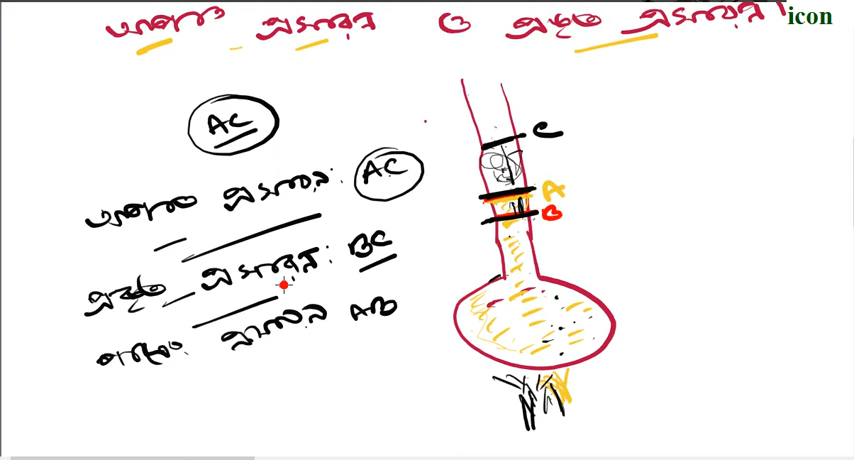 আপাত প্রসারণ ও প্রকৃত প্রসারণ। icon
AC
আপাত প্রসারণ: AC
প্রকৃত প্রসারণ: BC
পাত্রের প্রসারণ AB
C
A
B